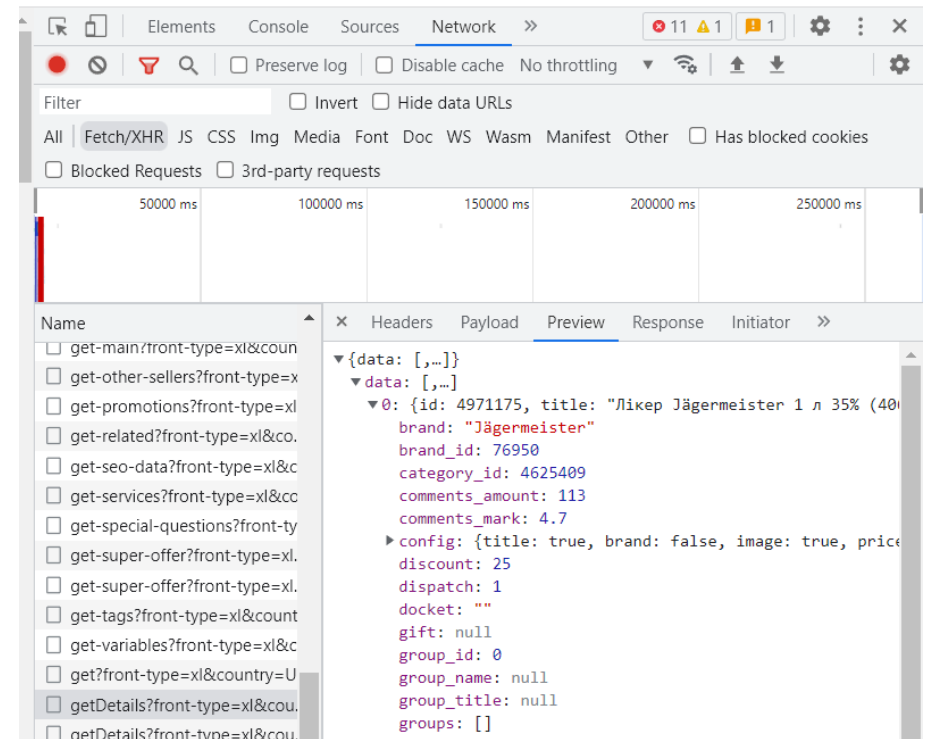 Elements Console Sources Network » 11 1 1
Preserve log Disable cache No throttling
Filter Invert Hide data URLs
All Fetch/XHR JS CSS Img Media Font Doc WS Wasm Manifest Other Has blocked cookies
Blocked Requests 3rd-party requests
50000 ms 100000 ms 150000 ms 200000 ms 250000 ms
Name
get-main?front-type=xl&coun
get-other-sellers?front-type=x
get-promotions?front-type=xl
get-related?front-type=xl&co.
get-seo-data?front-type=xl&c
get-services?front-type=xl&co
get-special-questions?front-ty
get-super-offer?front-type=xl.
get-super-offer?front-type=xl.
get-tags?front-type=xl&count
get-variables?front-type=xl&c
get?front-type=xl&country=U
getDetails?front-type=xl&cou.
getDetails?front-type=xl&cou.
× Headers Payload Preview Response Initiator »
▼{data: [,…]}
▼data: [,…]
▼0: {id: 4971175, title: "Лікер Jägermeister 1 л 35% (40
brand: "Jägermeister"
brand_id: 76950
category_id: 4625409
comments_amount: 113
comments_mark: 4.7
▶config: {title: true, brand: false, image: true, price
discount: 25
dispatch: 1
docket: ""
gift: null
group_id: 0
group_name: null
group_title: null
groups: []